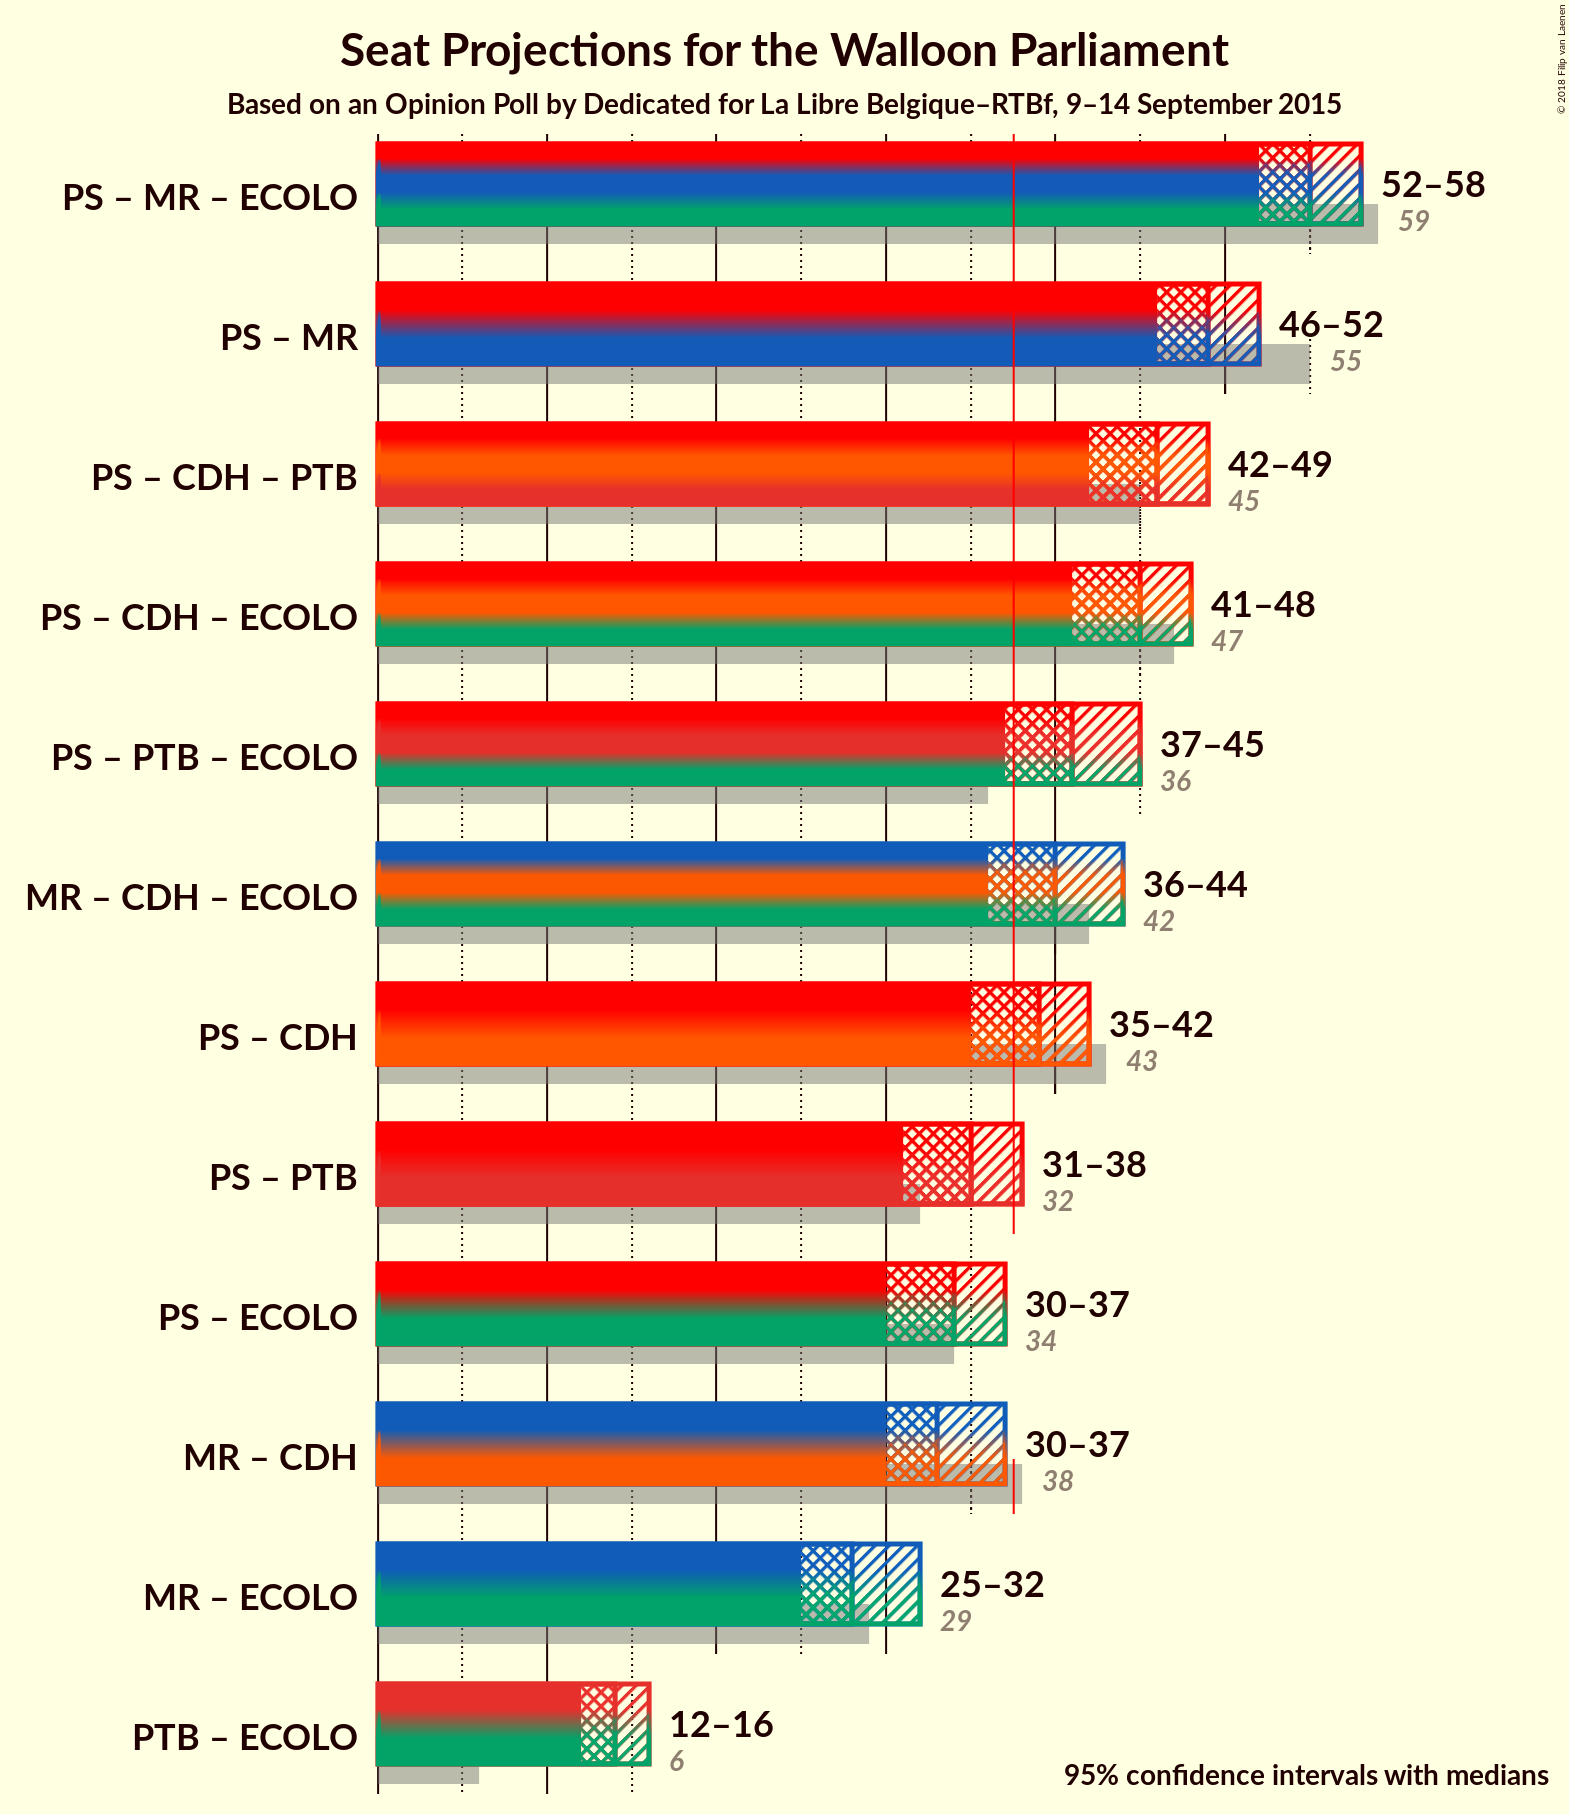 Seat Projections for the Walloon Parliament
Based on an Opinion Poll by Dedicated for La Libre Belgique–RTBf, 9–14 September 2015
© 2018 Filip van Laenen
PS – MR – ECOLO
52–58
59
PS – MR
46–52
55
PS – CDH – PTB
42–49
45
PS – CDH – ECOLO
41–48
47
PS – PTB – ECOLO
37–45
36
MR – CDH – ECOLO
36–44
42
PS – CDH
35–42
43
PS – PTB
31–38
32
PS – ECOLO
30–37
34
MR – CDH
30–37
38
MR – ECOLO
25–32
29
PTB – ECOLO
12–16
6
95% confidence intervals with medians